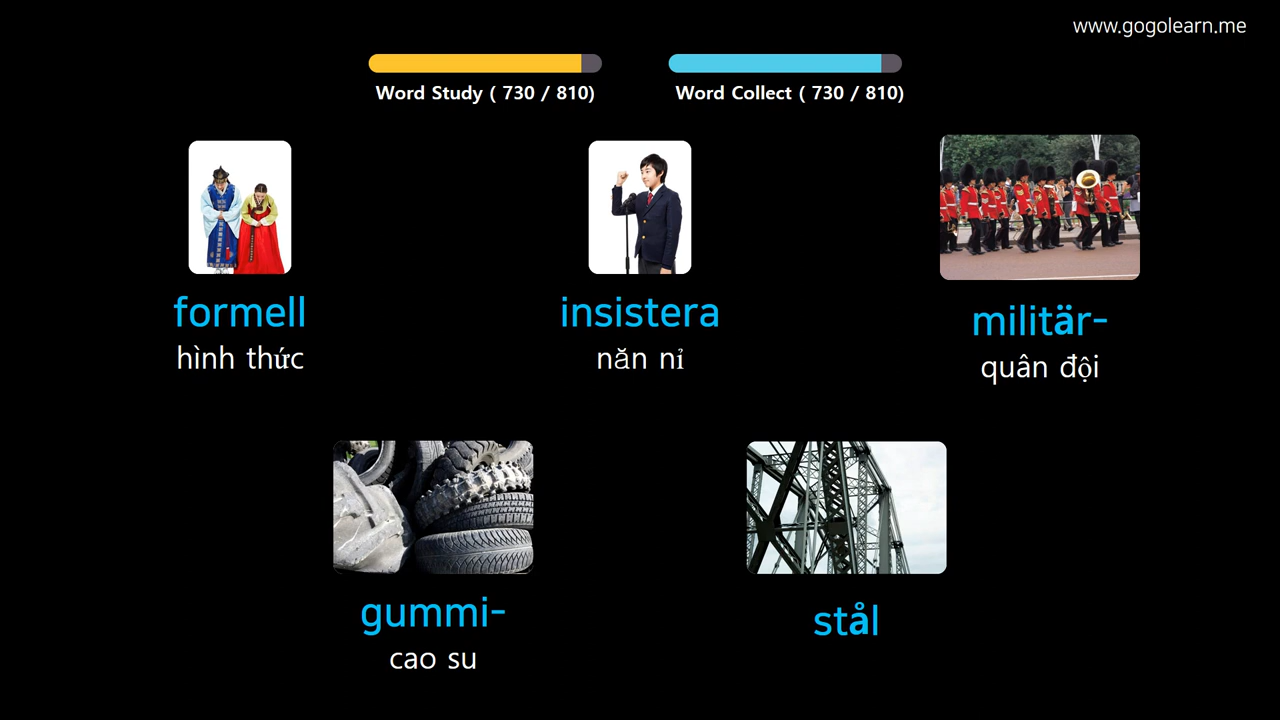 www.gogolearn.me
Word Study ( 730 / 810)
Word Collect ( 730 / 810)
formell
hình thức
insistera
năn nỉ
militär-
quân đội
gummi-
cao su
stål